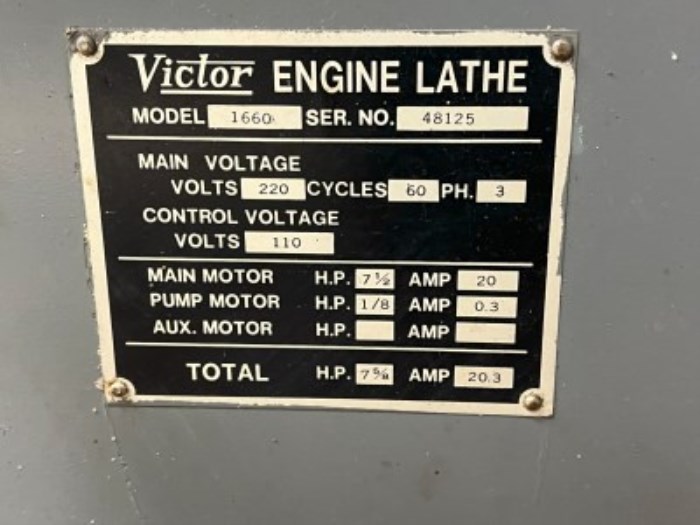 Victor ENGINE LATHE
MODEL 1660 SER. NO. 48125
MAIN VOLTAGE
VOLTS 220 CYCLES 60 PH. 3
CONTROL VOLTAGE
VOLTS 110
MAIN MOTOR H.P. 7½ AMP 20
PUMP MOTOR H.P. 1/8 AMP 0.3
AUX. MOTOR H.P. AMP
TOTAL H.P. 7⅝ AMP 20.3